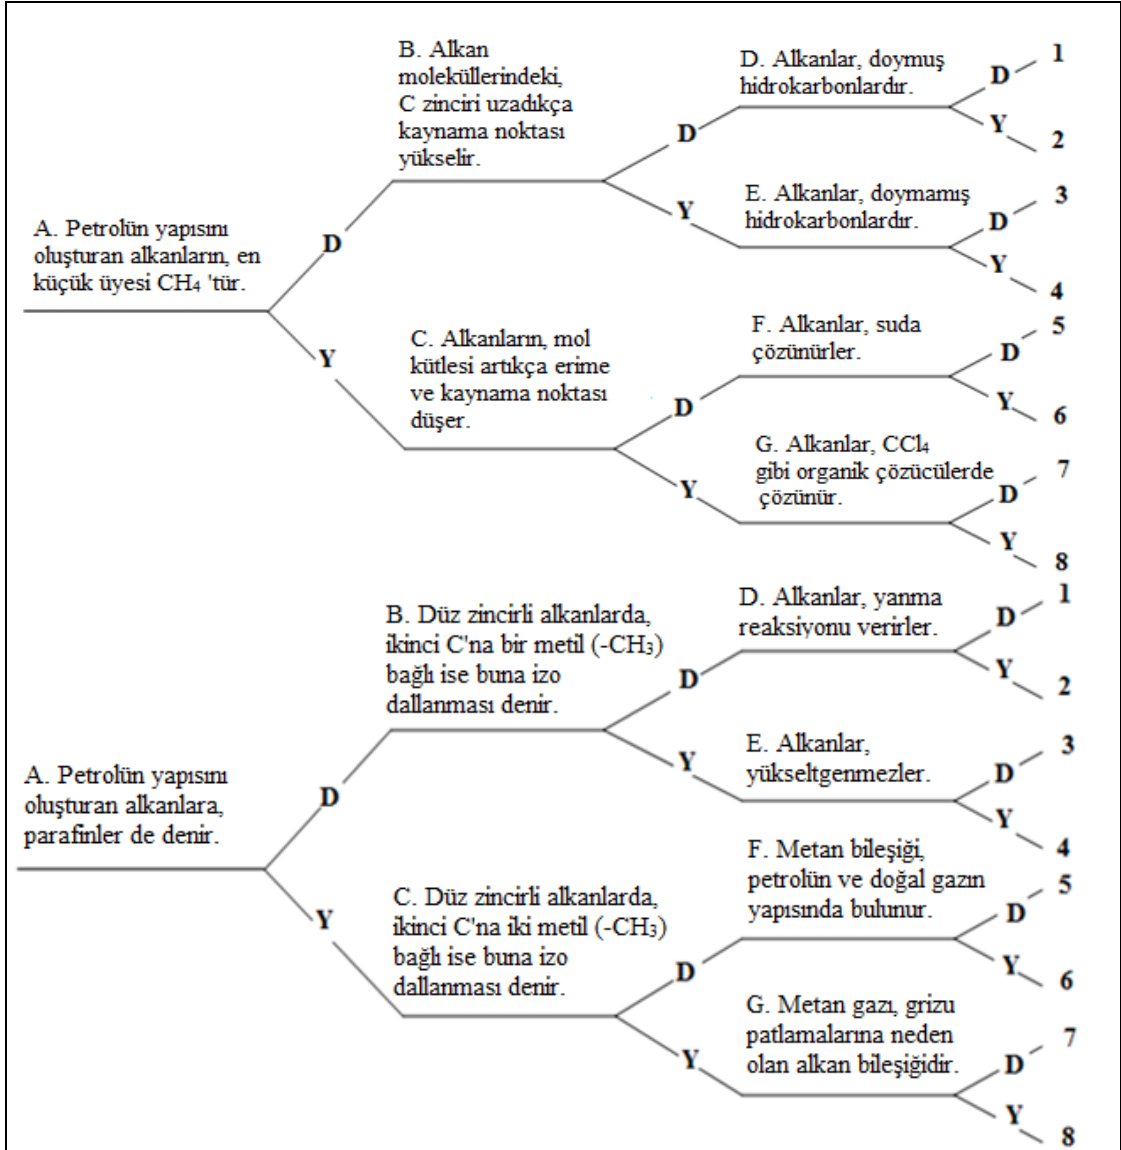 B. Alkan
moleküllerindeki,
C zinciri uzadıkça
kaynama noktası
yükselir.
D. Alkanlar, doymuş
hidrokarbonlardır.
D
1
Y
2
D
E. Alkanlar, doymamış
hidrokarbonlardır.
D
3
Y
Y
4
A. Petrolün yapısını
oluşturan alkanların, en
küçük üyesi CH₄ 'tür.
D
Y
C. Alkanların, mol
kütlesi artıkça erime
ve kaynama noktası
düşer.
F. Alkanlar, suda
çözünürler.
D
5
Y
6
D
G. Alkanlar, CCl₄
gibi organik çözücülerde
çözünür.
D
7
Y
Y
8
B. Düz zincirli alkanlarda,
ikinci C'na bir metil (-CH₃)
bağlı ise buna izo
dallanması denir.
D. Alkanlar, yanma
reaksiyonu verirler.
D
1
Y
2
D
E. Alkanlar,
yükseltgenmezler.
D
3
Y
Y
4
A. Petrolün yapısını
oluşturan alkanlara,
parafinler de denir.
D
Y
C. Düz zincirli alkanlarda,
ikinci C'na iki metil (-CH₃)
bağlı ise buna izo
dallanması denir.
F. Metan bileşiği,
petrolün ve doğal gazın
yapısında bulunur.
D
5
Y
6
D
G. Metan gazı, grizu
patlamalarına neden
olan alkan bileşiğidir.
D
7
Y
Y
8